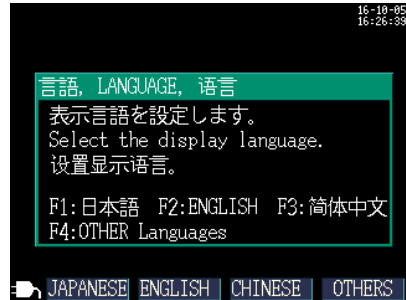 16-10-05
16:26:39
言語, LANGUAGE, 语言
表示言語を設定します。
Select the display language.
设置显示语言。
F1:日本語 F2:ENGLISH F3:简体中文
F4:OTHER Languages
JAPANESE ENGLISH CHINESE OTHERS